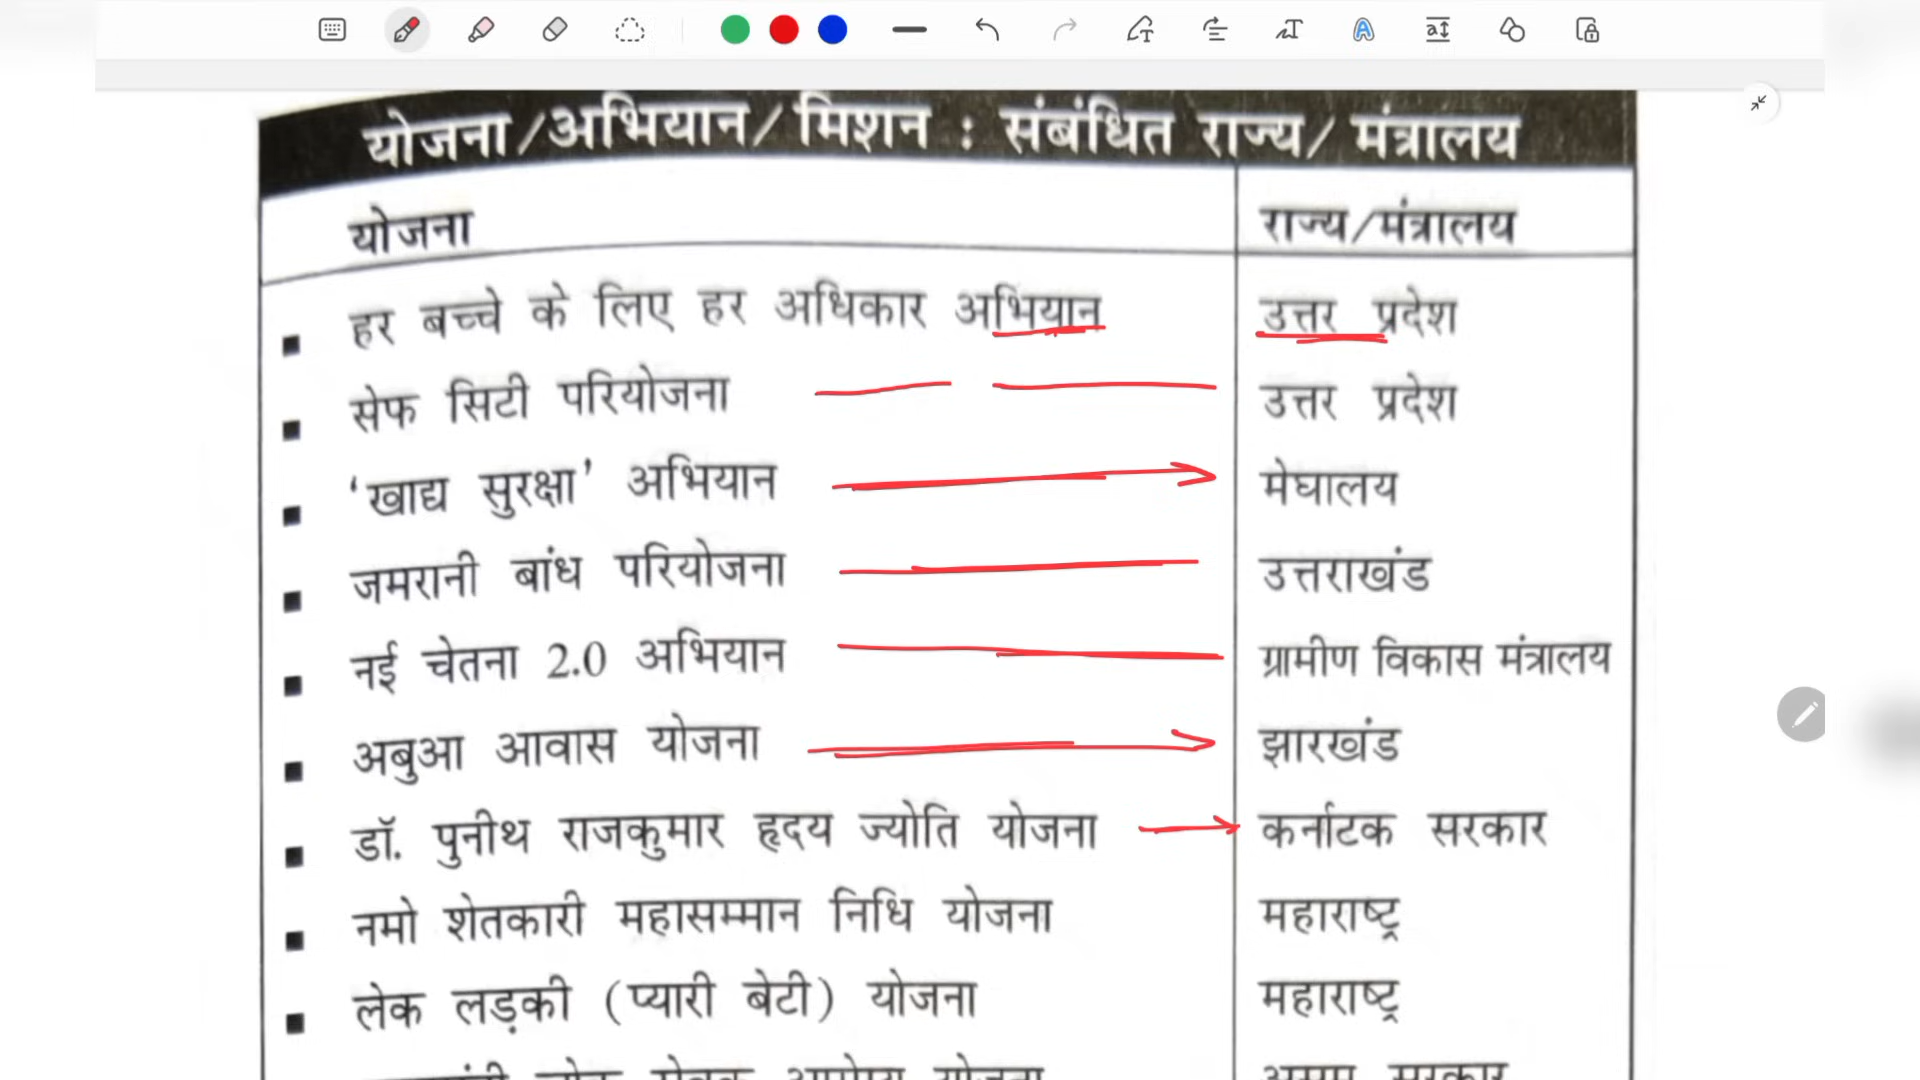 योजना/अभियान/मिशन : संबंधित राज्य/ मंत्रालय
योजना राज्य/मंत्रालय
हर बच्चे के लिए हर अधिकार अभियान उत्तर प्रदेश
सेफ सिटी परियोजना उत्तर प्रदेश
‘खाद्य सुरक्षा’ अभियान मेघालय
जमरानी बांध परियोजना उत्तराखंड
नई चेतना 2.0 अभियान ग्रामीण विकास मंत्रालय
अबुआ आवास योजना झारखंड
डॉ. पुनीथ राजकुमार हृदय ज्योति योजना कर्नाटक सरकार
नमो शेतकारी महासम्मान निधि योजना महाराष्ट्र
लेक लड़की (प्यारी बेटी) योजना महाराष्ट्र